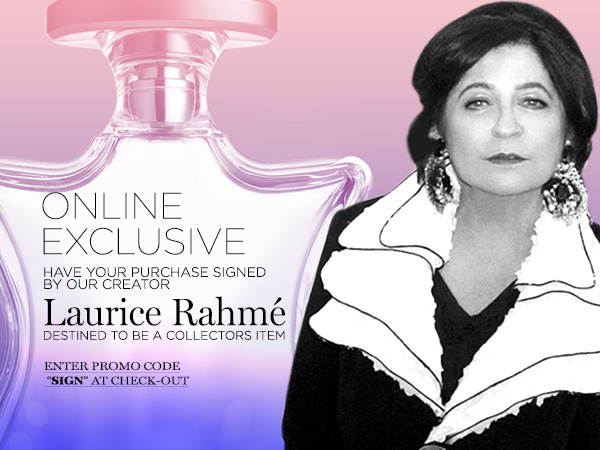 ONLINE
EXCLUSIVE
HAVE YOUR PURCHASE SIGNED
BY OUR CREATOR
Laurice Rahmé
DESTINED TO BE A COLLECTORS ITEM
ENTER PROMO CODE
“SIGN” AT CHECK-OUT